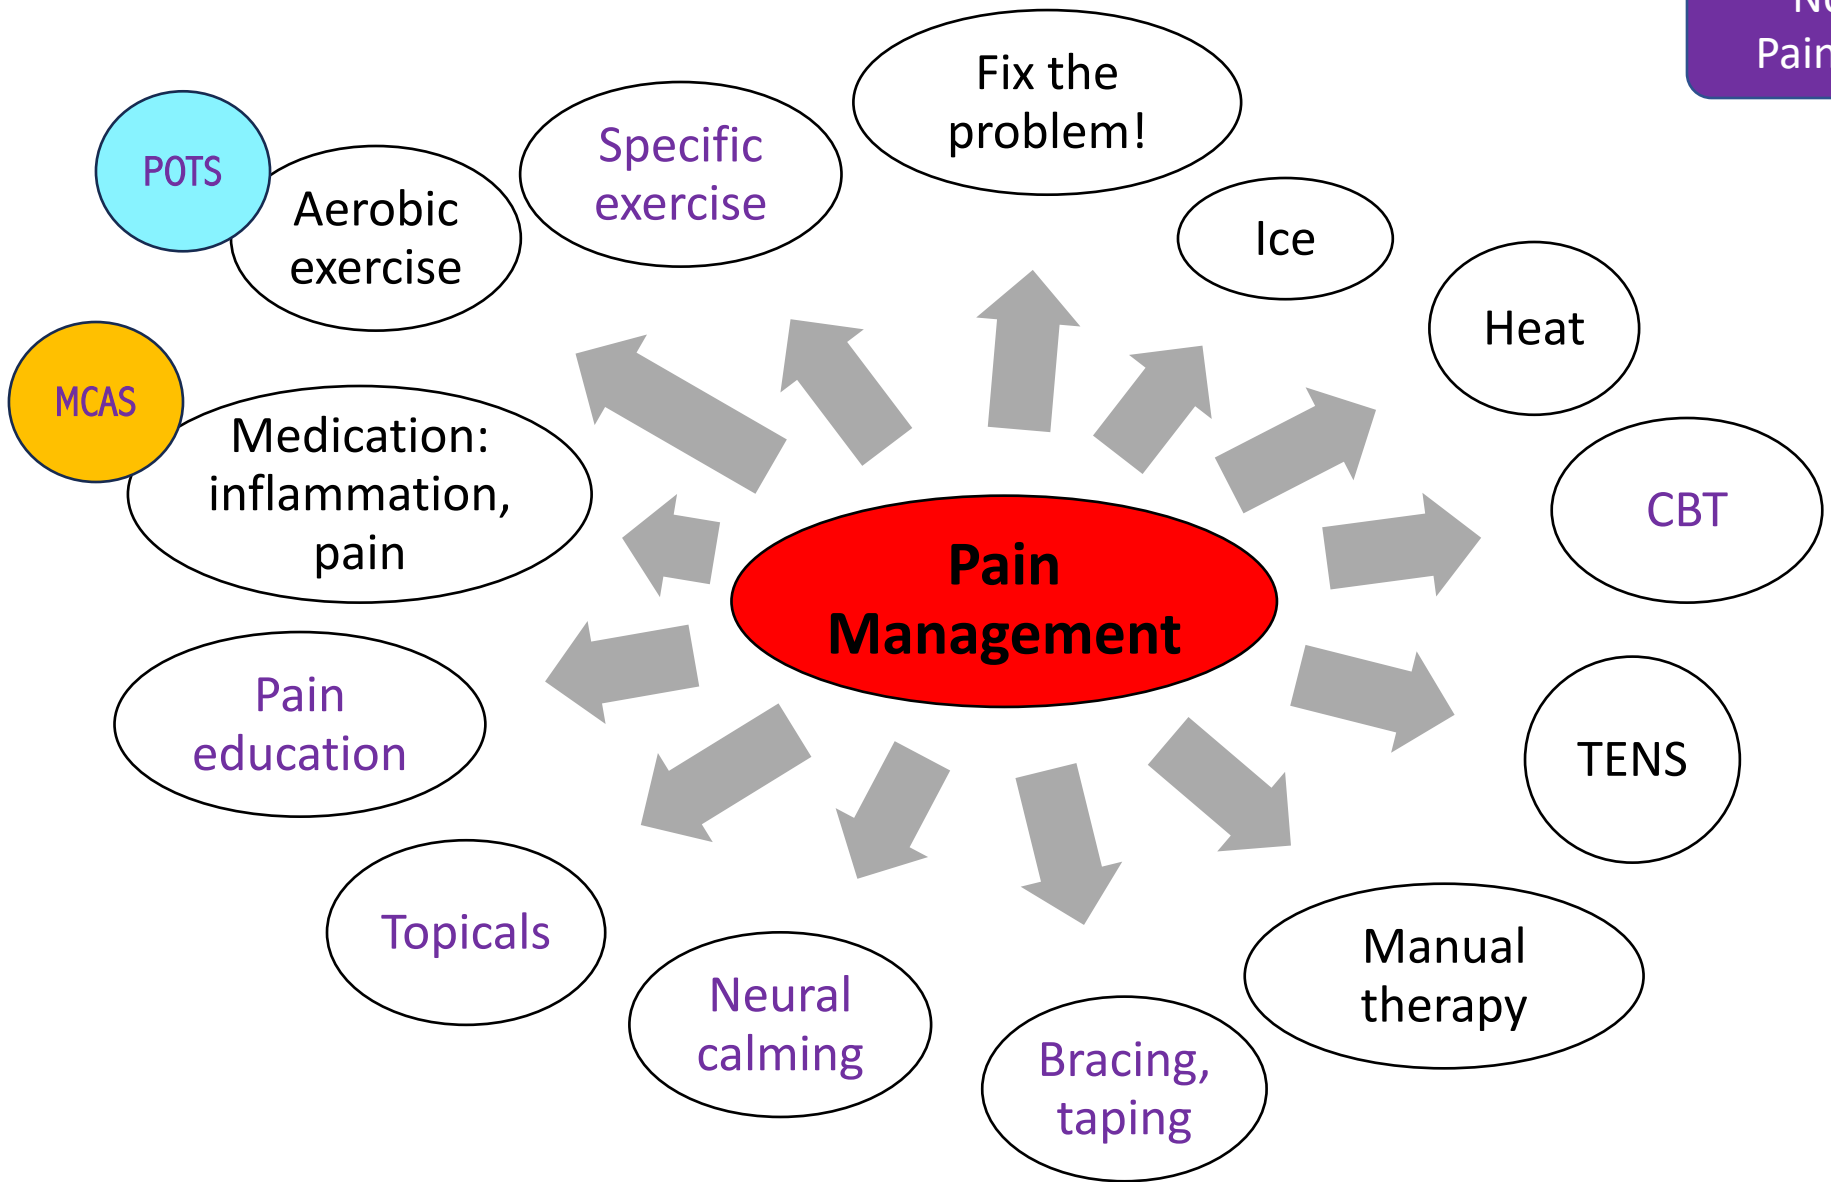 Pain
Fix the
problem!
Specific
exercise
POTS
Aerobic
exercise
Ice
Heat
MCAS
Medication:
inflammation,
pain
CBT
Pain
Management
Pain
education
TENS
Topicals
Manual
therapy
Neural
calming
Bracing,
taping